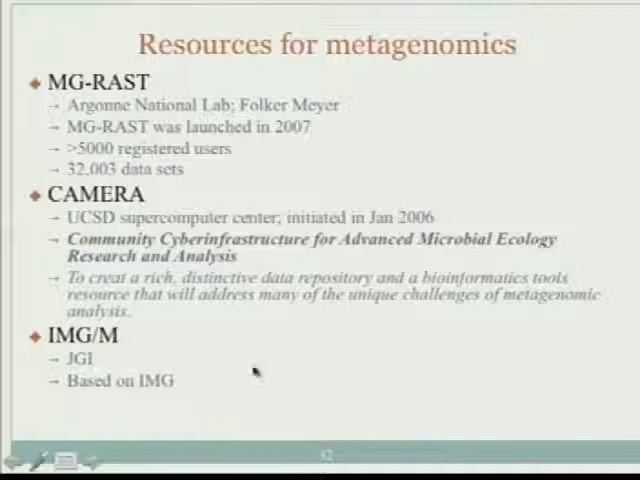 Resources for metagenomics
MG-RAST
Argonne National Lab; Folker Meyer
MG-RAST was launched in 2007
>5000 registered users
32,003 data sets
CAMERA
UCSD supercomputer center; initiated in Jan 2006
Community Cyberinfrastructure for Advanced Microbial Ecology
Research and Analysis
To creat a rich, distinctive data repository and a bioinformatics tools
resource that will address many of the unique challenges of metagenomic
analysis.
IMG/M
JGI
Based on IMG